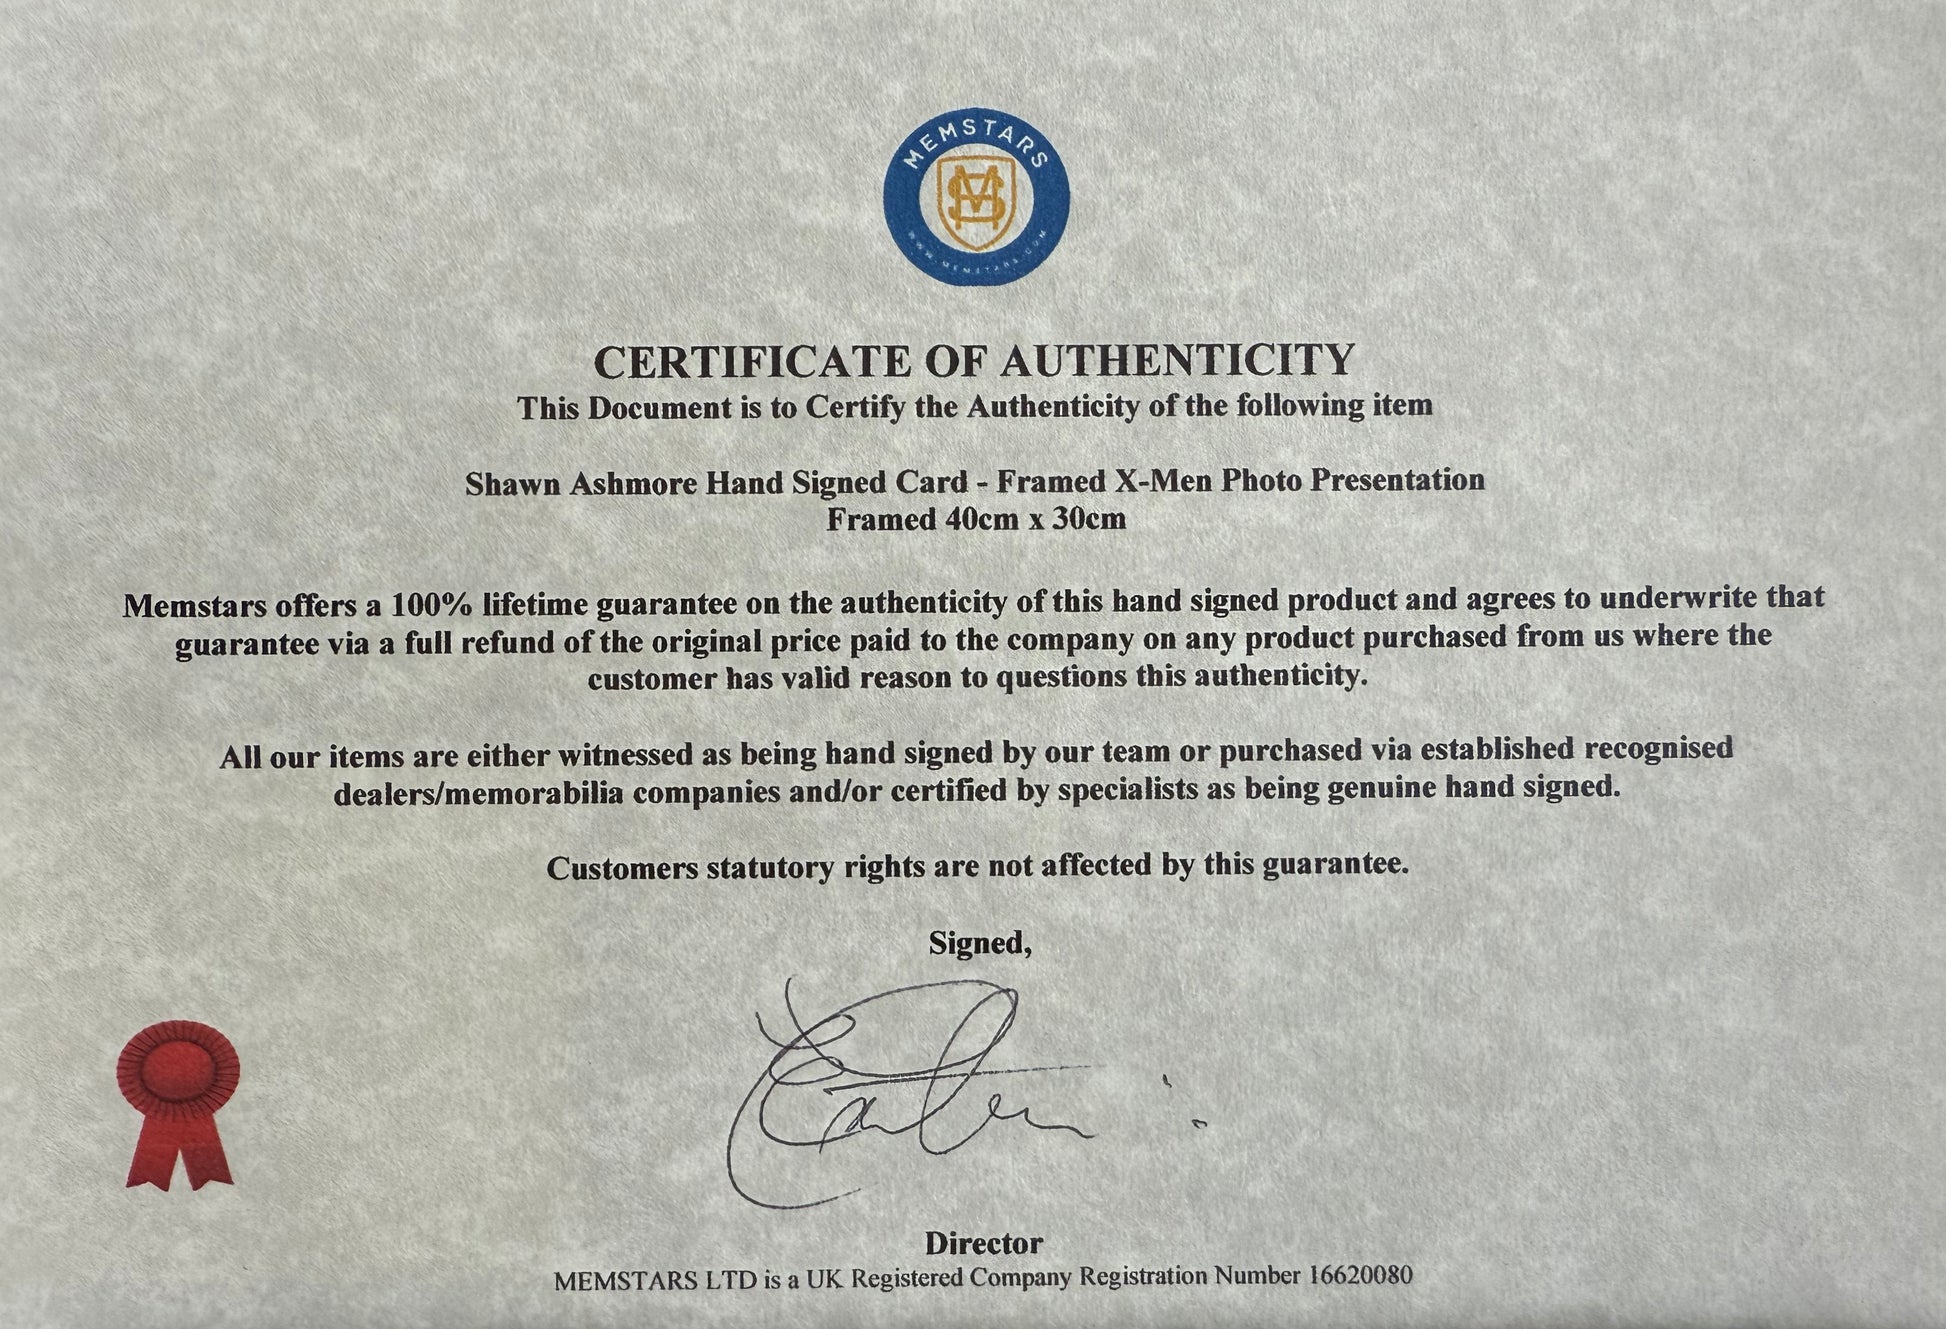 MEMSTARS
MS
WWW.MEMSTARS.COM
CERTIFICATE OF AUTHENTICITY
This Document is to Certify the Authenticity of the following item
Shawn Ashmore Hand Signed Card - Framed X-Men Photo Presentation
Framed 40cm x 30cm
Memstars offers a 100% lifetime guarantee on the authenticity of this hand signed product and agrees to underwrite that
guarantee via a full refund of the original price paid to the company on any product purchased from us where the
customer has valid reason to questions this authenticity.
All our items are either witnessed as being hand signed by our team or purchased via established recognised
dealers/memorabilia companies and/or certified by specialists as being genuine hand signed.
Customers statutory rights are not affected by this guarantee.
Signed,
Director
MEMSTARS LTD is a UK Registered Company Registration Number 16620080